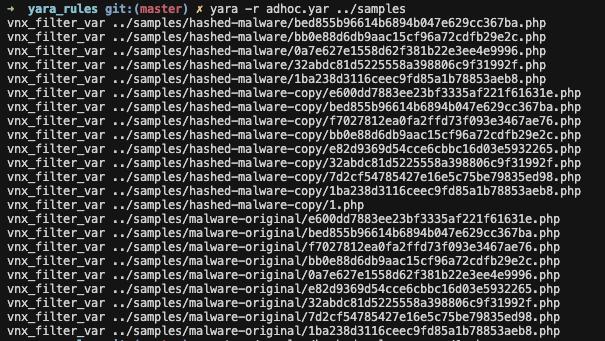 → yara_rules git:(master) ✗ yara -r adhoc.yar ../samples
vnx_filter_var ../samples/hashed-malware/bed855b96614b6894b047e629cc367ba.php
vnx_filter_var ../samples/hashed-malware/bb0e88d6db9aac15cf96a72cdfb29e2c.php
vnx_filter_var ../samples/hashed-malware/0a7e627e1558d62f381b22e3ee4e9996.php
vnx_filter_var ../samples/hashed-malware/32abdc81d5225558a398806c9f31992f.php
vnx_filter_var ../samples/hashed-malware/1ba238d3116ceec9fd85a1b78853aeb8.php
vnx_filter_var ../samples/hashed-malware-copy/e600dd7883ee23bf3335af221f61631e.php
vnx_filter_var ../samples/hashed-malware-copy/bed855b96614b6894b047e629cc367ba.php
vnx_filter_var ../samples/hashed-malware-copy/f7027812ea0fa2ffd73f093e3467ae76.php
vnx_filter_var ../samples/hashed-malware-copy/bb0e88d6db9aac15cf96a72cdfb29e2c.php
vnx_filter_var ../samples/hashed-malware-copy/e82d9369d54cce6cbbc16d03e5932265.php
vnx_filter_var ../samples/hashed-malware-copy/32abdc81d5225558a398806c9f31992f.php
vnx_filter_var ../samples/hashed-malware-copy/7d2cf54785427e16e5c75be79835ed98.php
vnx_filter_var ../samples/hashed-malware-copy/1ba238d3116ceec9fd85a1b78853aeb8.php
vnx_filter_var ../samples/hashed-malware-copy/1.php
vnx_filter_var ../samples/malware-original/e600dd7883ee23bf3335af221f61631e.php
vnx_filter_var ../samples/malware-original/bed855b96614b6894b047e629cc367ba.php
vnx_filter_var ../samples/malware-original/f7027812ea0fa2ffd73f093e3467ae76.php
vnx_filter_var ../samples/malware-original/bb0e88d6db9aac15cf96a72cdfb29e2c.php
vnx_filter_var ../samples/malware-original/0a7e627e1558d62f381b22e3ee4e9996.php
vnx_filter_var ../samples/malware-original/e82d9369d54cce6cbbc16d03e5932265.php
vnx_filter_var ../samples/malware-original/32abdc81d5225558a398806c9f31992f.php
vnx_filter_var ../samples/malware-original/7d2cf54785427e16e5c75be79835ed98.php
vnx_filter_var ../samples/malware-original/1ba238d3116ceec9fd85a1b78853aeb8.php